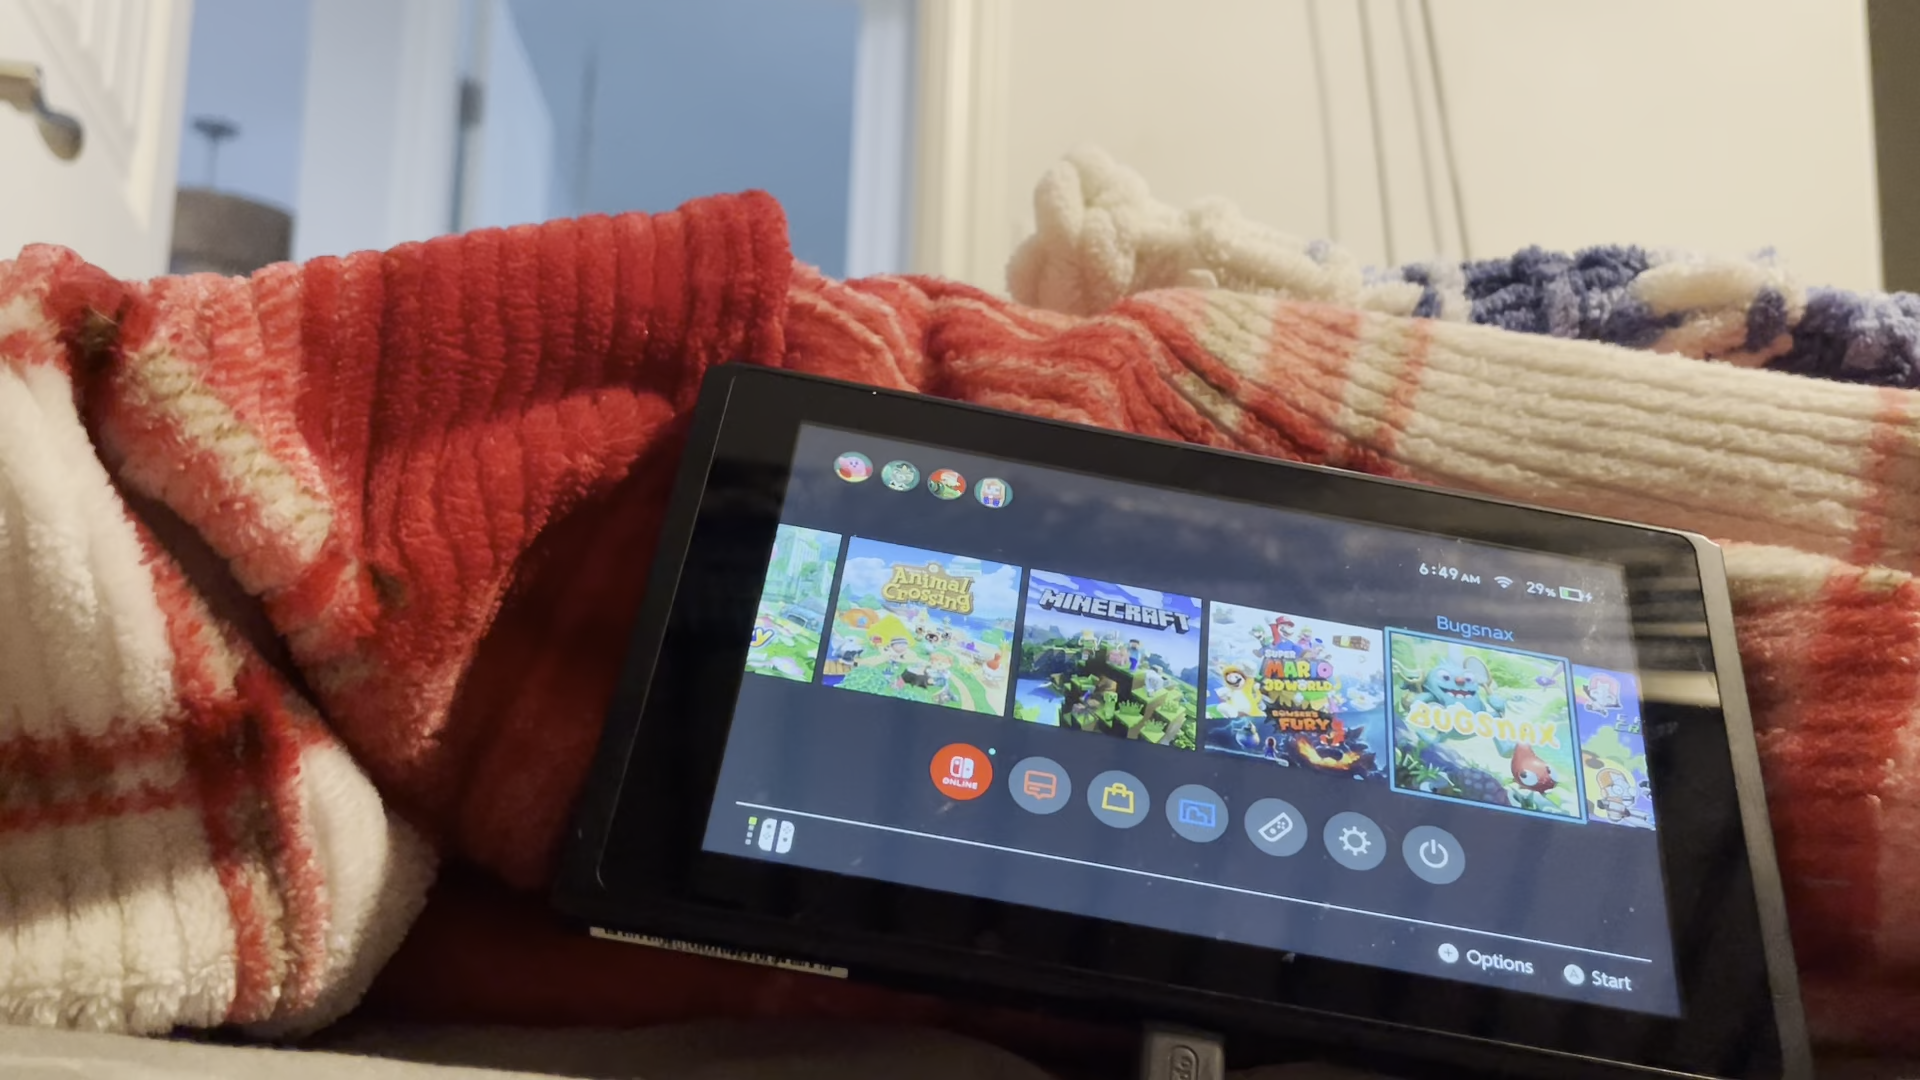 6:49 AM 29%
Bugsnax
Animal
Crossing
MINECRAFT
SUPER
MARIO
3D WORLD
BOWSER'S
FURY
BUGSNAX
ONLINE
Options
Start